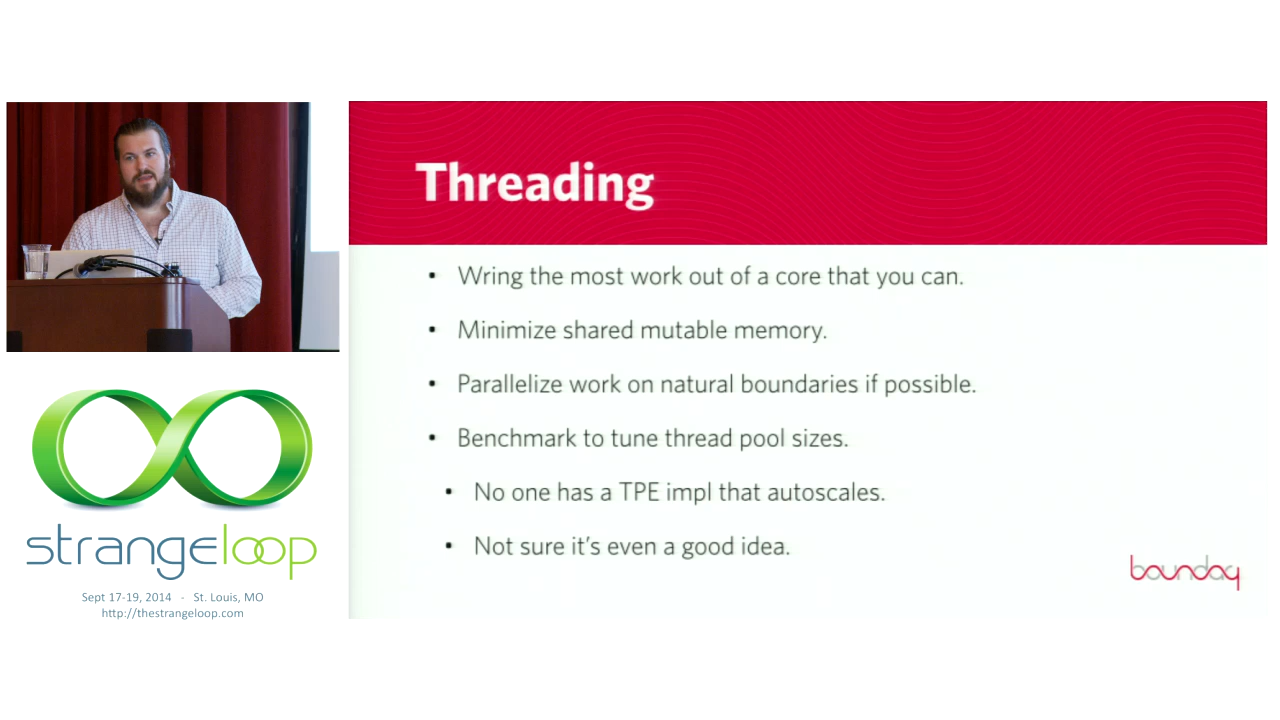 Threading
• Wring the most work out of a core that you can.
• Minimize shared mutable memory.
• Parallelize work on natural boundaries if possible.
• Benchmark to tune thread pool sizes.
• No one has a TPE impl that autoscales.
• Not sure it's even a good idea.
boundary
strangeloop
Sept 17-19, 2014 - St. Louis, MO
http://thestrangeloop.com